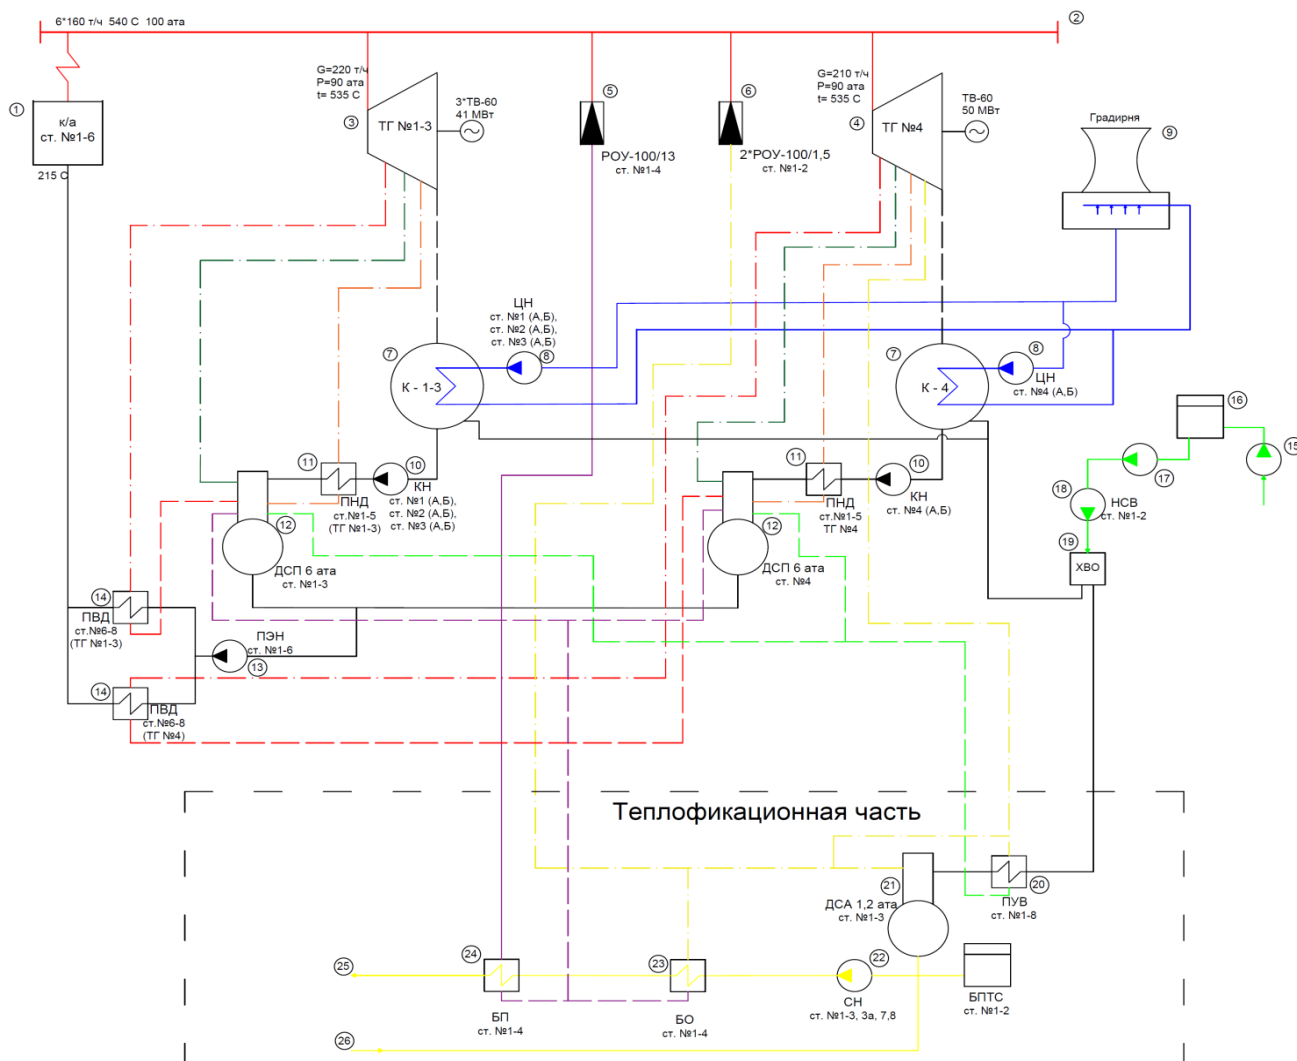 6*160 т/ч 540 С 100 ата
2
1
к/а
ст. №1-6
215 С
G=220 т/ч
P=90 ата
t= 535 С
3
ТГ №1-3
3*ТВ-60
41 МВт
5
РОУ-100/13
ст. №1-4
6
2*РОУ-100/1,5
ст. №1-2
G=210 т/ч
P=90 ата
t= 535 С
4
ТГ №4
ТВ-60
50 МВт
Градирня
9
7
К - 1-3
ЦН
ст. №1 (А,Б),
ст. №2 (А,Б),
ст. №3 (А,Б)
8
7
К - 4
8
ЦН
ст. №4 (А,Б)
16
15
17
18
НСВ
ст. №1-2
19
ХВО
11
ПНД
ст.№1-5
(ТГ №1-3)
10
КН
ст. №1 (А,Б),
ст. №2 (А,Б),
ст. №3 (А,Б)
11
ПНД
ст.№1-5
ТГ №4
10
КН
ст. №4 (А,Б)
12
ДСП 6 ата
ст. №1-3
12
ДСП 6 ата
ст. №4
14
ПВД
ст.№6-8
(ТГ №1-3)
ПЭН
ст. №1-6
13
14
ПВД
ст.№6-8
(ТГ №4)
Теплофикационная часть
21
ДСА 1,2 ата
ст. №1-3
20
ПУВ
ст. №1-8
25
24
БП
ст. №1-4
23
БО
ст. №1-4
22
СН
ст. №1-3, 3а, 7,8
БПТС
ст. №1-2
26